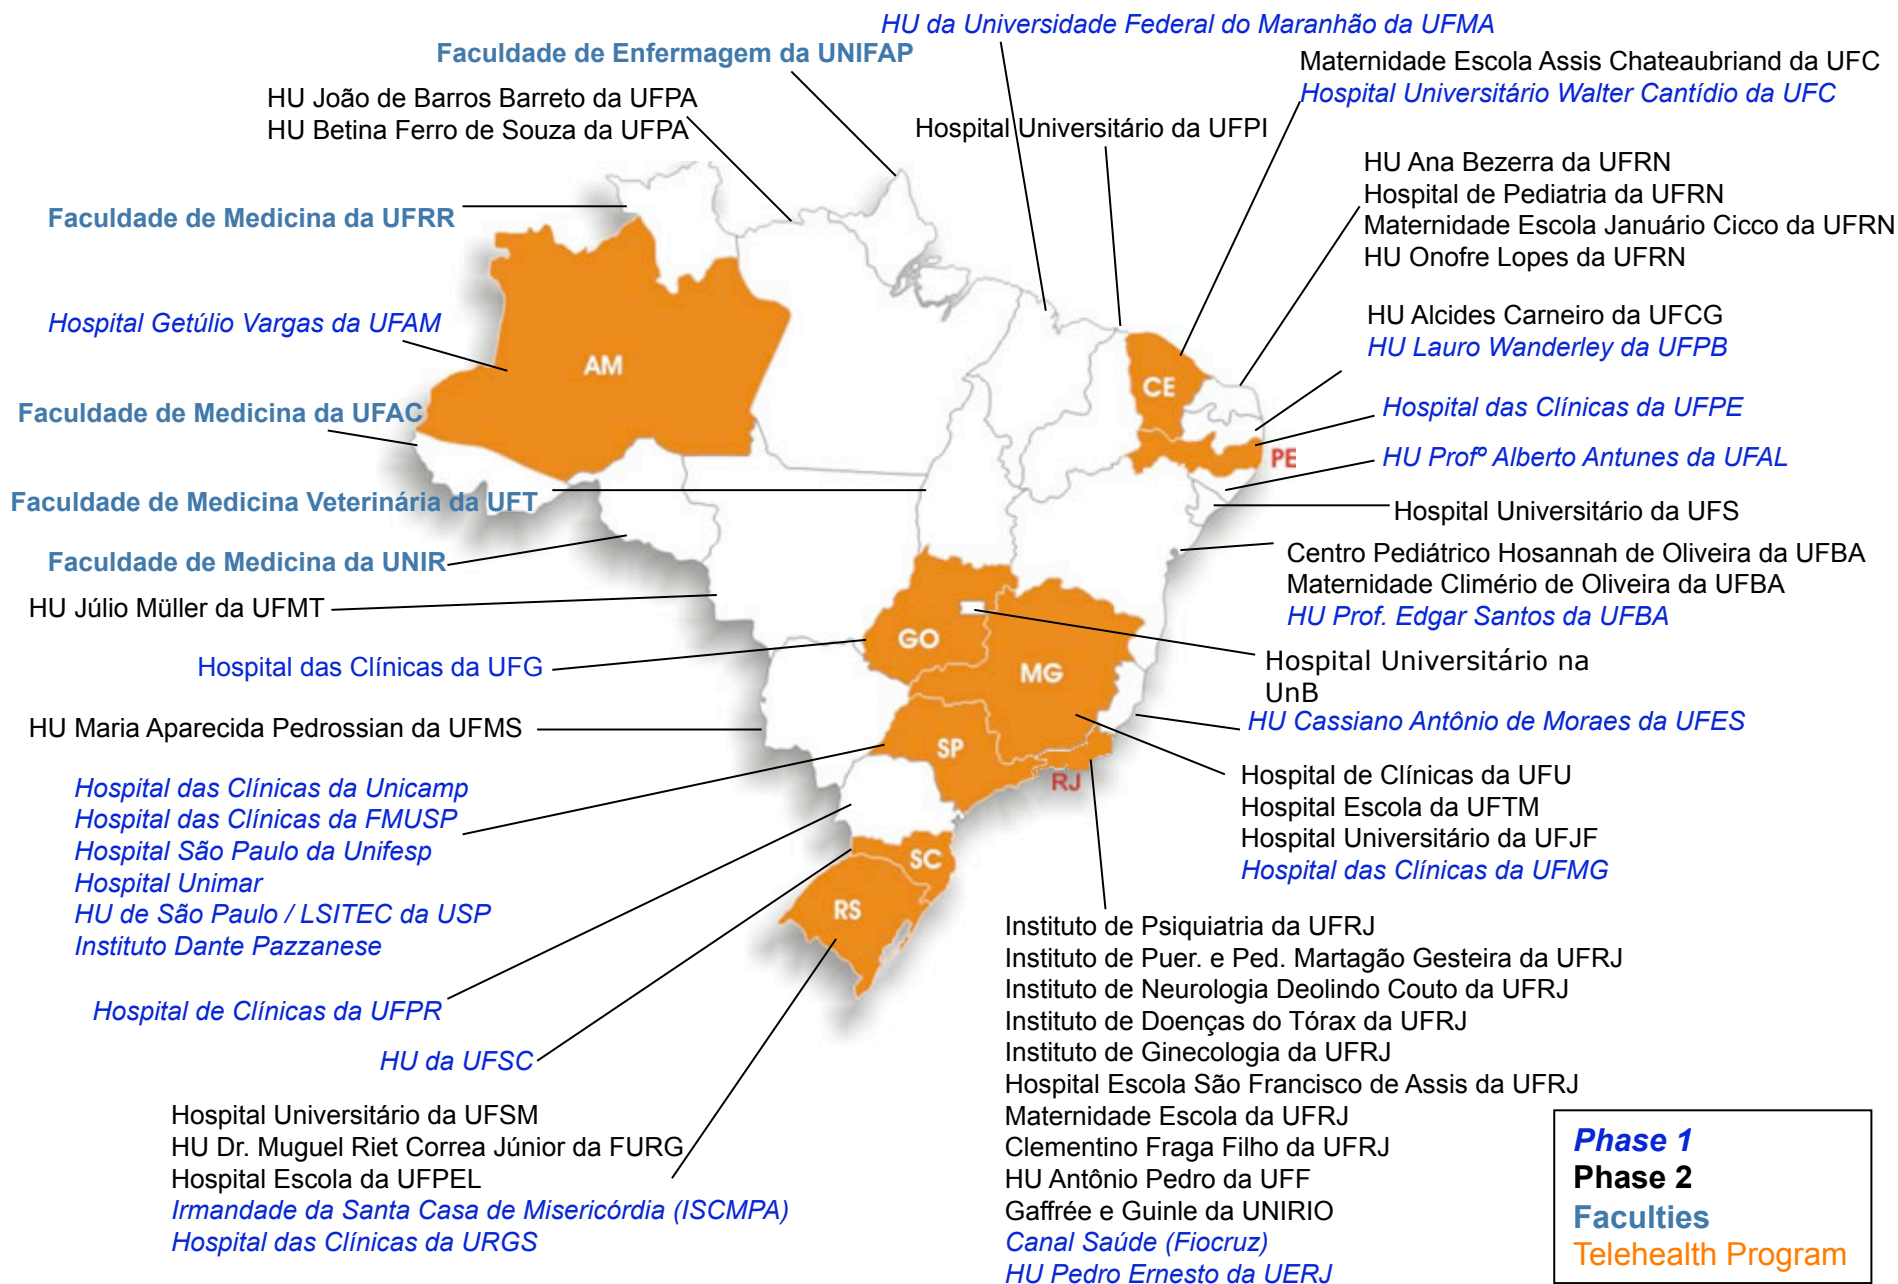 HU da Universidade Federal do Maranhão da UFMA
Faculdade de Enfermagem da UNIFAP
Maternidade Escola Assis Chateaubriand da UFC
Hospital Universitário Walter Cantídio da UFC
HU João de Barros Barreto da UFPA
HU Betina Ferro de Souza da UFPA
Hospital Universitário da UFPI
HU Ana Bezerra da UFRN
Hospital de Pediatria da UFRN
Maternidade Escola Januário Cicco da UFRN
HU Onofre Lopes da UFRN
Faculdade de Medicina da UFRR
Hospital Getúlio Vargas da UFAM
HU Alcides Carneiro da UFCG
HU Lauro Wanderley da UFPB
AM
CE
Faculdade de Medicina da UFAC
Hospital das Clínicas da UFPE
PE
HU Profº Alberto Antunes da UFAL
Faculdade de Medicina Veterinária da UFT
Hospital Universitário da UFS
Faculdade de Medicina da UNIR
Centro Pediátrico Hosannah de Oliveira da UFBA
Maternidade Climério de Oliveira da UFBA
HU Prof. Edgar Santos da UFBA
HU Júlio Müller da UFMT
GO
MG
Hospital das Clínicas da UFG
Hospital Universitário na
UnB
HU Maria Aparecida Pedrossian da UFMS
HU Cassiano Antônio de Moraes da UFES
SP
RJ
Hospital das Clínicas da Unicamp
Hospital das Clínicas da FMUSP
Hospital São Paulo da Unifesp
Hospital Unimar
HU de São Paulo / LSITEC da USP
Instituto Dante Pazzanese
Hospital de Clínicas da UFU
Hospital Escola da UFTM
Hospital Universitário da UFJF
Hospital das Clínicas da UFMG
SC
RS
Hospital de Clínicas da UFPR
HU da UFSC
Instituto de Psiquiatria da UFRJ
Instituto de Puer. e Ped. Martagão Gesteira da UFRJ
Instituto de Neurologia Deolindo Couto da UFRJ
Instituto de Doenças do Tórax da UFRJ
Instituto de Ginecologia da UFRJ
Hospital Escola São Francisco de Assis da UFRJ
Maternidade Escola da UFRJ
Clementino Fraga Filho da UFRJ
HU Antônio Pedro da UFF
Gaffrée e Guinle da UNIRIO
Canal Saúde (Fiocruz)
HU Pedro Ernesto da UERJ
Hospital Universitário da UFSM
HU Dr. Muguel Riet Correa Júnior da FURG
Hospital Escola da UFPEL
Irmandade da Santa Casa de Misericórdia (ISCMPA)
Hospital das Clínicas da URGS
Phase 1
Phase 2
Faculties
Telehealth Program